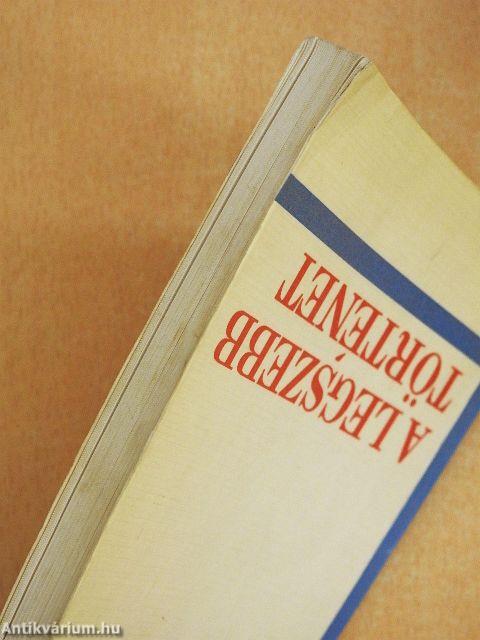 A LEGSZEBB
TÖRTÉNET
Antikvárium.hu